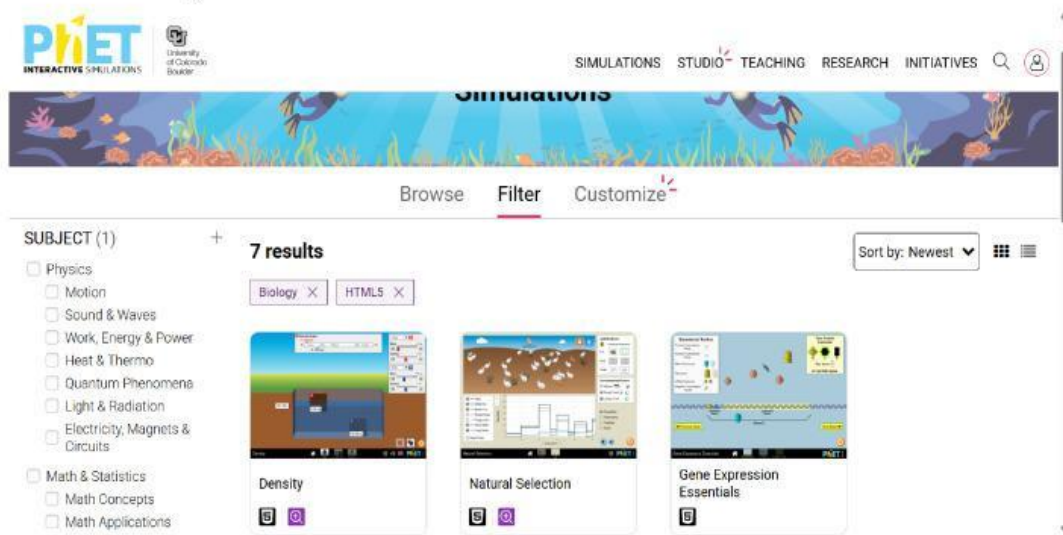 PhET
INTERACTIVE SIMULATIONS
University
of Colorado
Boulder
SIMULATIONS STUDIO TEACHING RESEARCH INITIATIVES
Simulations
Browse Filter Customize
SUBJECT (1) +
7 results
Sort by: Newest
Biology X HTML5 X
Physics
Motion
Sound & Waves
Work, Energy & Power
Heat & Thermo
Quantum Phenomena
Light & Radiation
Electricity, Magnets &
Circuits
Math & Statistics
Math Concepts
Math Applications
Density
Natural Selection
Gene Expression
Essentials